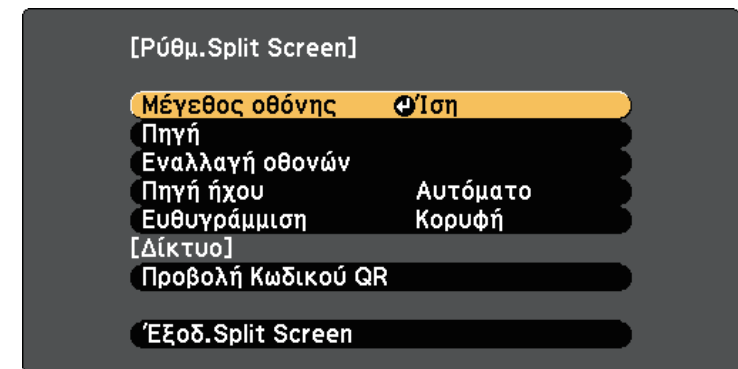 [Ρύθμ.Split Screen]
Μέγεθος οθόνης Ίση
Πηγή
Εναλλαγή οθονών
Πηγή ήχου Αυτόματο
Ευθυγράμμιση Κορυφή
[Δίκτυο]
Προβολή Κωδικού QR
Έξοδ.Split Screen